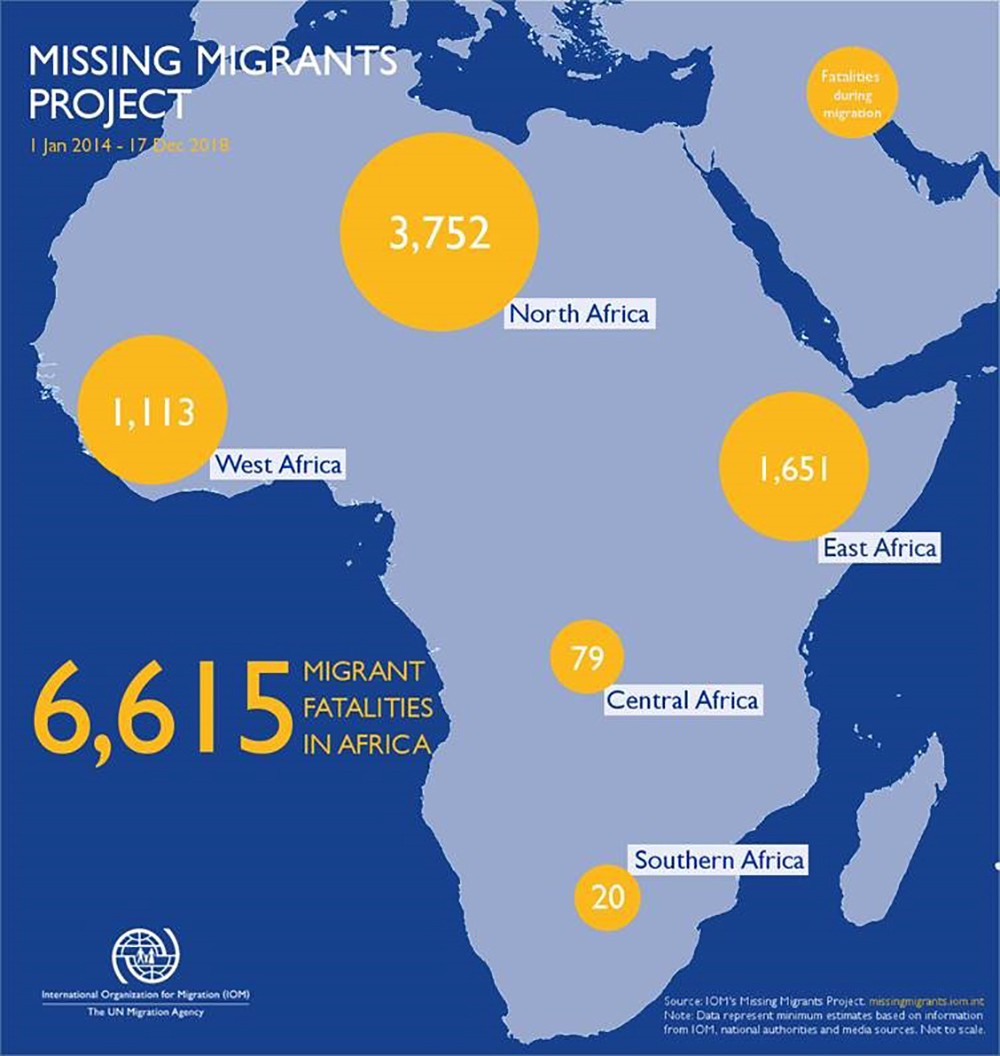 MISSING MIGRANTS
PROJECT
1 Jan 2014 - 17 Dec 2018
Fatalities
during
migration
3,752
North Africa
1,113
West Africa
1,651
East Africa
79
Central Africa
6,615
MIGRANT
FATALITIES
IN AFRICA
Southern Africa
20
International Organization for Migration (IOM)
The UN Migration Agency
Source: IOM's Missing Migrants Project. missingmigrants.iom.int
Note: Data represent minimum estimates based on information
from IOM, national authorities and media sources. Not to scale.